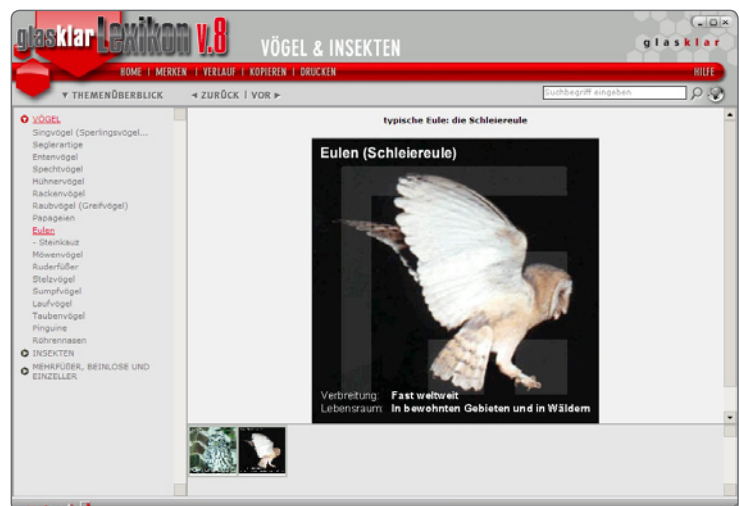 glasklar Lexikon V.8
VÖGEL & INSEKTEN
glasklar
HOME | MERKEN | VERLAUF | KOPIEREN | DRUCKEN
HILFE
▼ THEMENÜBERBLICK
◄ ZURÜCK | VOR ►
Suchbegriff eingeben
VÖGEL
Singvögel (Sperlingsvögel...
Seglerartige
Entenvögel
Spechtvögel
Hühnervögel
Rackenvögel
Raubvögel (Greifvögel)
Papageien
Eulen
- Steinkauz
Möwenvögel
Ruderfüßer
Stelzvögel
Sumpfvögel
Laufvögel
Taubenvögel
Pinguine
Röhrennasen
INSEKTEN
MEHRFÜßER, BEINLOSE UND
EINZELLER
typische Eule: die Schleiereule
Eulen (Schleiereule)
Verbreitung: Fast weltweit
Lebensraum: In bewohnten Gebieten und in Wäldern